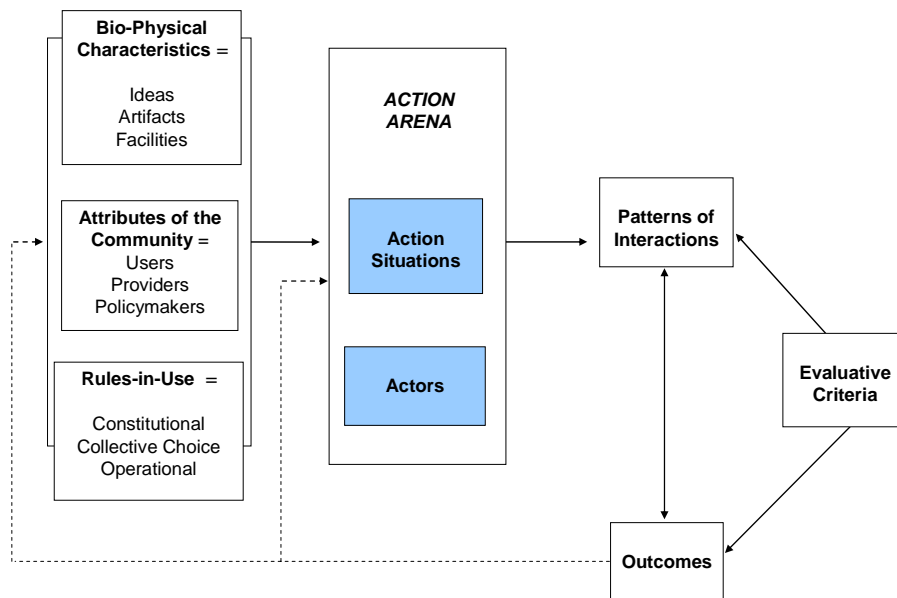 Bio-Physical
Characteristics =
Ideas
Artifacts
Facilities
Attributes of the
Community =
Users
Providers
Policymakers
Rules-in-Use =
Constitutional
Collective Choice
Operational
ACTION
ARENA
Action
Situations
Actors
Patterns of
Interactions
Evaluative
Criteria
Outcomes